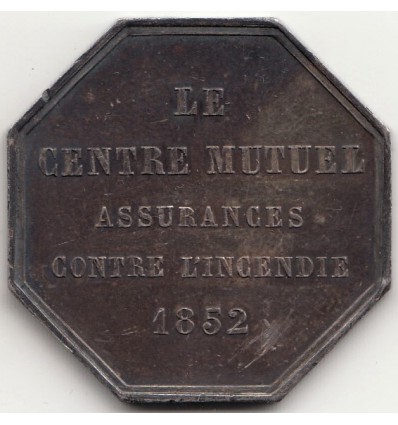 LE
CENTRE MUTUEL
ASSURANCES
CONTRE L'INCENDIE
1852